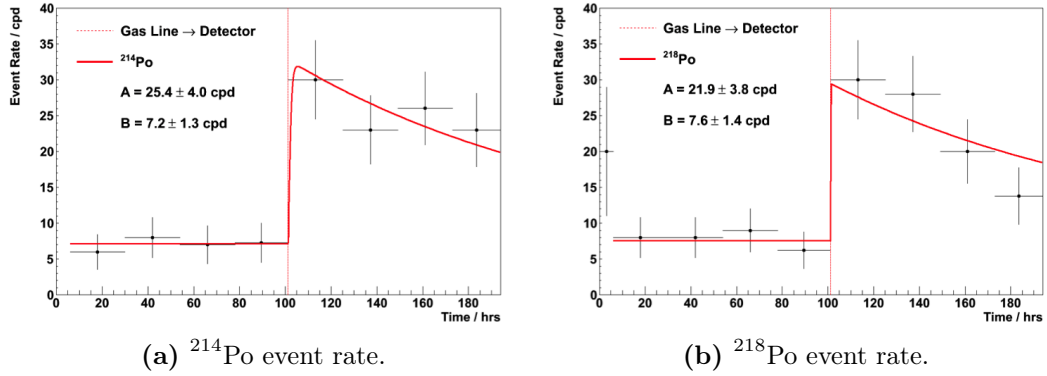 Event Rate / cpd
40
35
30
25
20
15
10
5
0
Gas Line → Detector
²¹⁴Po
A = 25.4 ± 4.0 cpd
B = 7.2 ± 1.3 cpd
0 20 40 60 80 100 120 140 160 180
Time / hrs
(a) ²¹⁴Po event rate.
Event Rate / cpd
40
35
30
25
20
15
10
5
0
Gas Line → Detector
²¹⁸Po
A = 21.9 ± 3.8 cpd
B = 7.6 ± 1.4 cpd
0 20 40 60 80 100 120 140 160 180
Time / hrs
(b) ²¹⁸Po event rate.